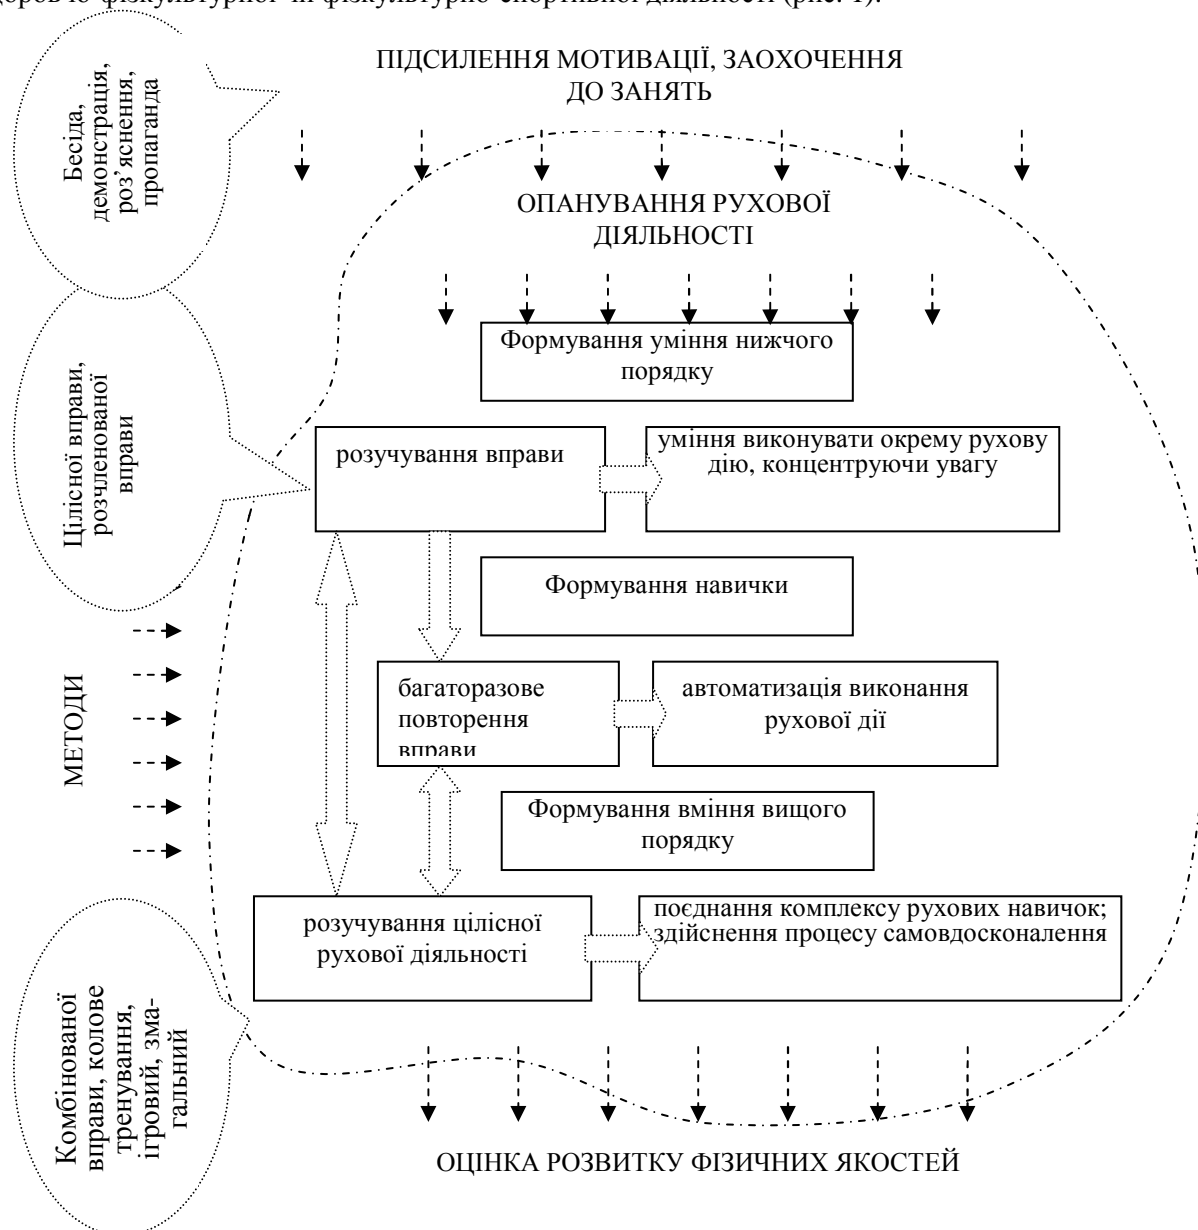 фізкультурної чи фізкультурно-спортивної діяльності (рис. 1).
ПІДСИЛЕННЯ МОТИВАЦІЇ, ЗАОХОЧЕННЯ
ДО ЗАНЯТЬ
Бесіда,
демонстрація,
роз’яснення,
пропаганда
ОПАНУВАННЯ РУХОВОЇ
ДІЯЛЬНОСТІ
Формування уміння нижчого
порядку
Цілісної вправи,
розчленованої
вправи
розучування вправи
уміння виконувати окрему рухову
дію, концентруючи увагу
Формування навички
МЕТОДИ
багаторазове
повторення
вправи
автоматизація виконання
рухової дії
Формування вміння вищого
порядку
розучування цілісної
рухової діяльності
поєднання комплексу рухових навичок;
здійснення процесу самовдосконалення
Комбінованої
вправи, колове
тренування,
ігровий, зма-
гальний
ОЦІНКА РОЗВИТКУ ФІЗИЧНИХ ЯКОСТЕЙ